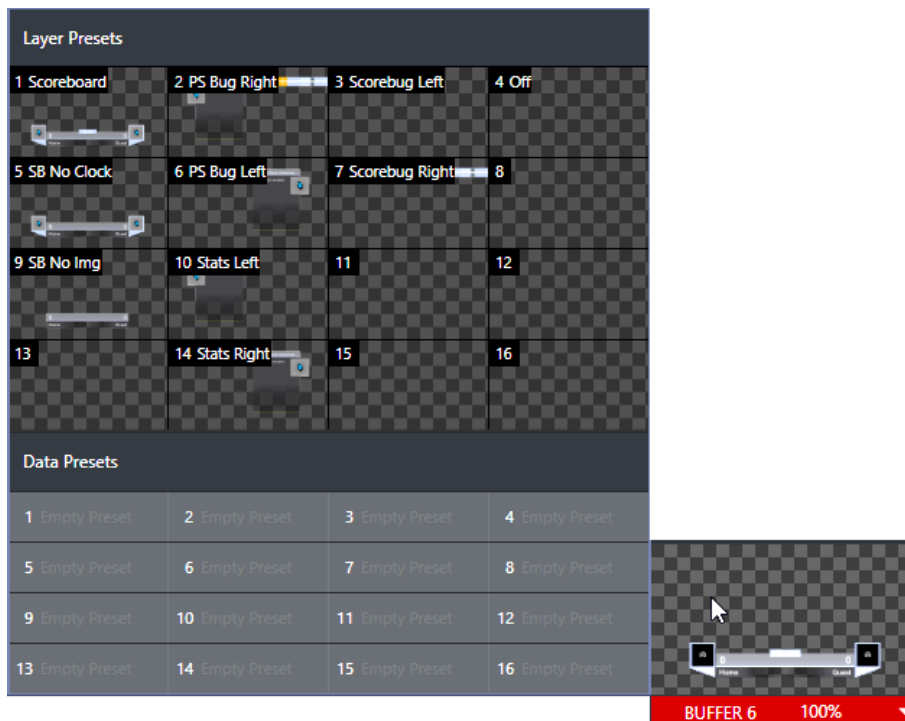 Layer Presets
1 Scoreboard
2 PS Bug Right
3 Scorebug Left
4 Off
5 SB No Clock
6 PS Bug Left
7 Scorebug Right
8
9 SB No Img
10 Stats Left
11
12
13
14 Stats Right
15
16
Data Presets
1 Empty Preset
2 Empty Preset
3 Empty Preset
4 Empty Preset
5 Empty Preset
6 Empty Preset
7 Empty Preset
8 Empty Preset
9 Empty Preset
10 Empty Preset
11 Empty Preset
12 Empty Preset
13 Empty Preset
14 Empty Preset
15 Empty Preset
16 Empty Preset
0 0
Home Guest
BUFFER 6 100%